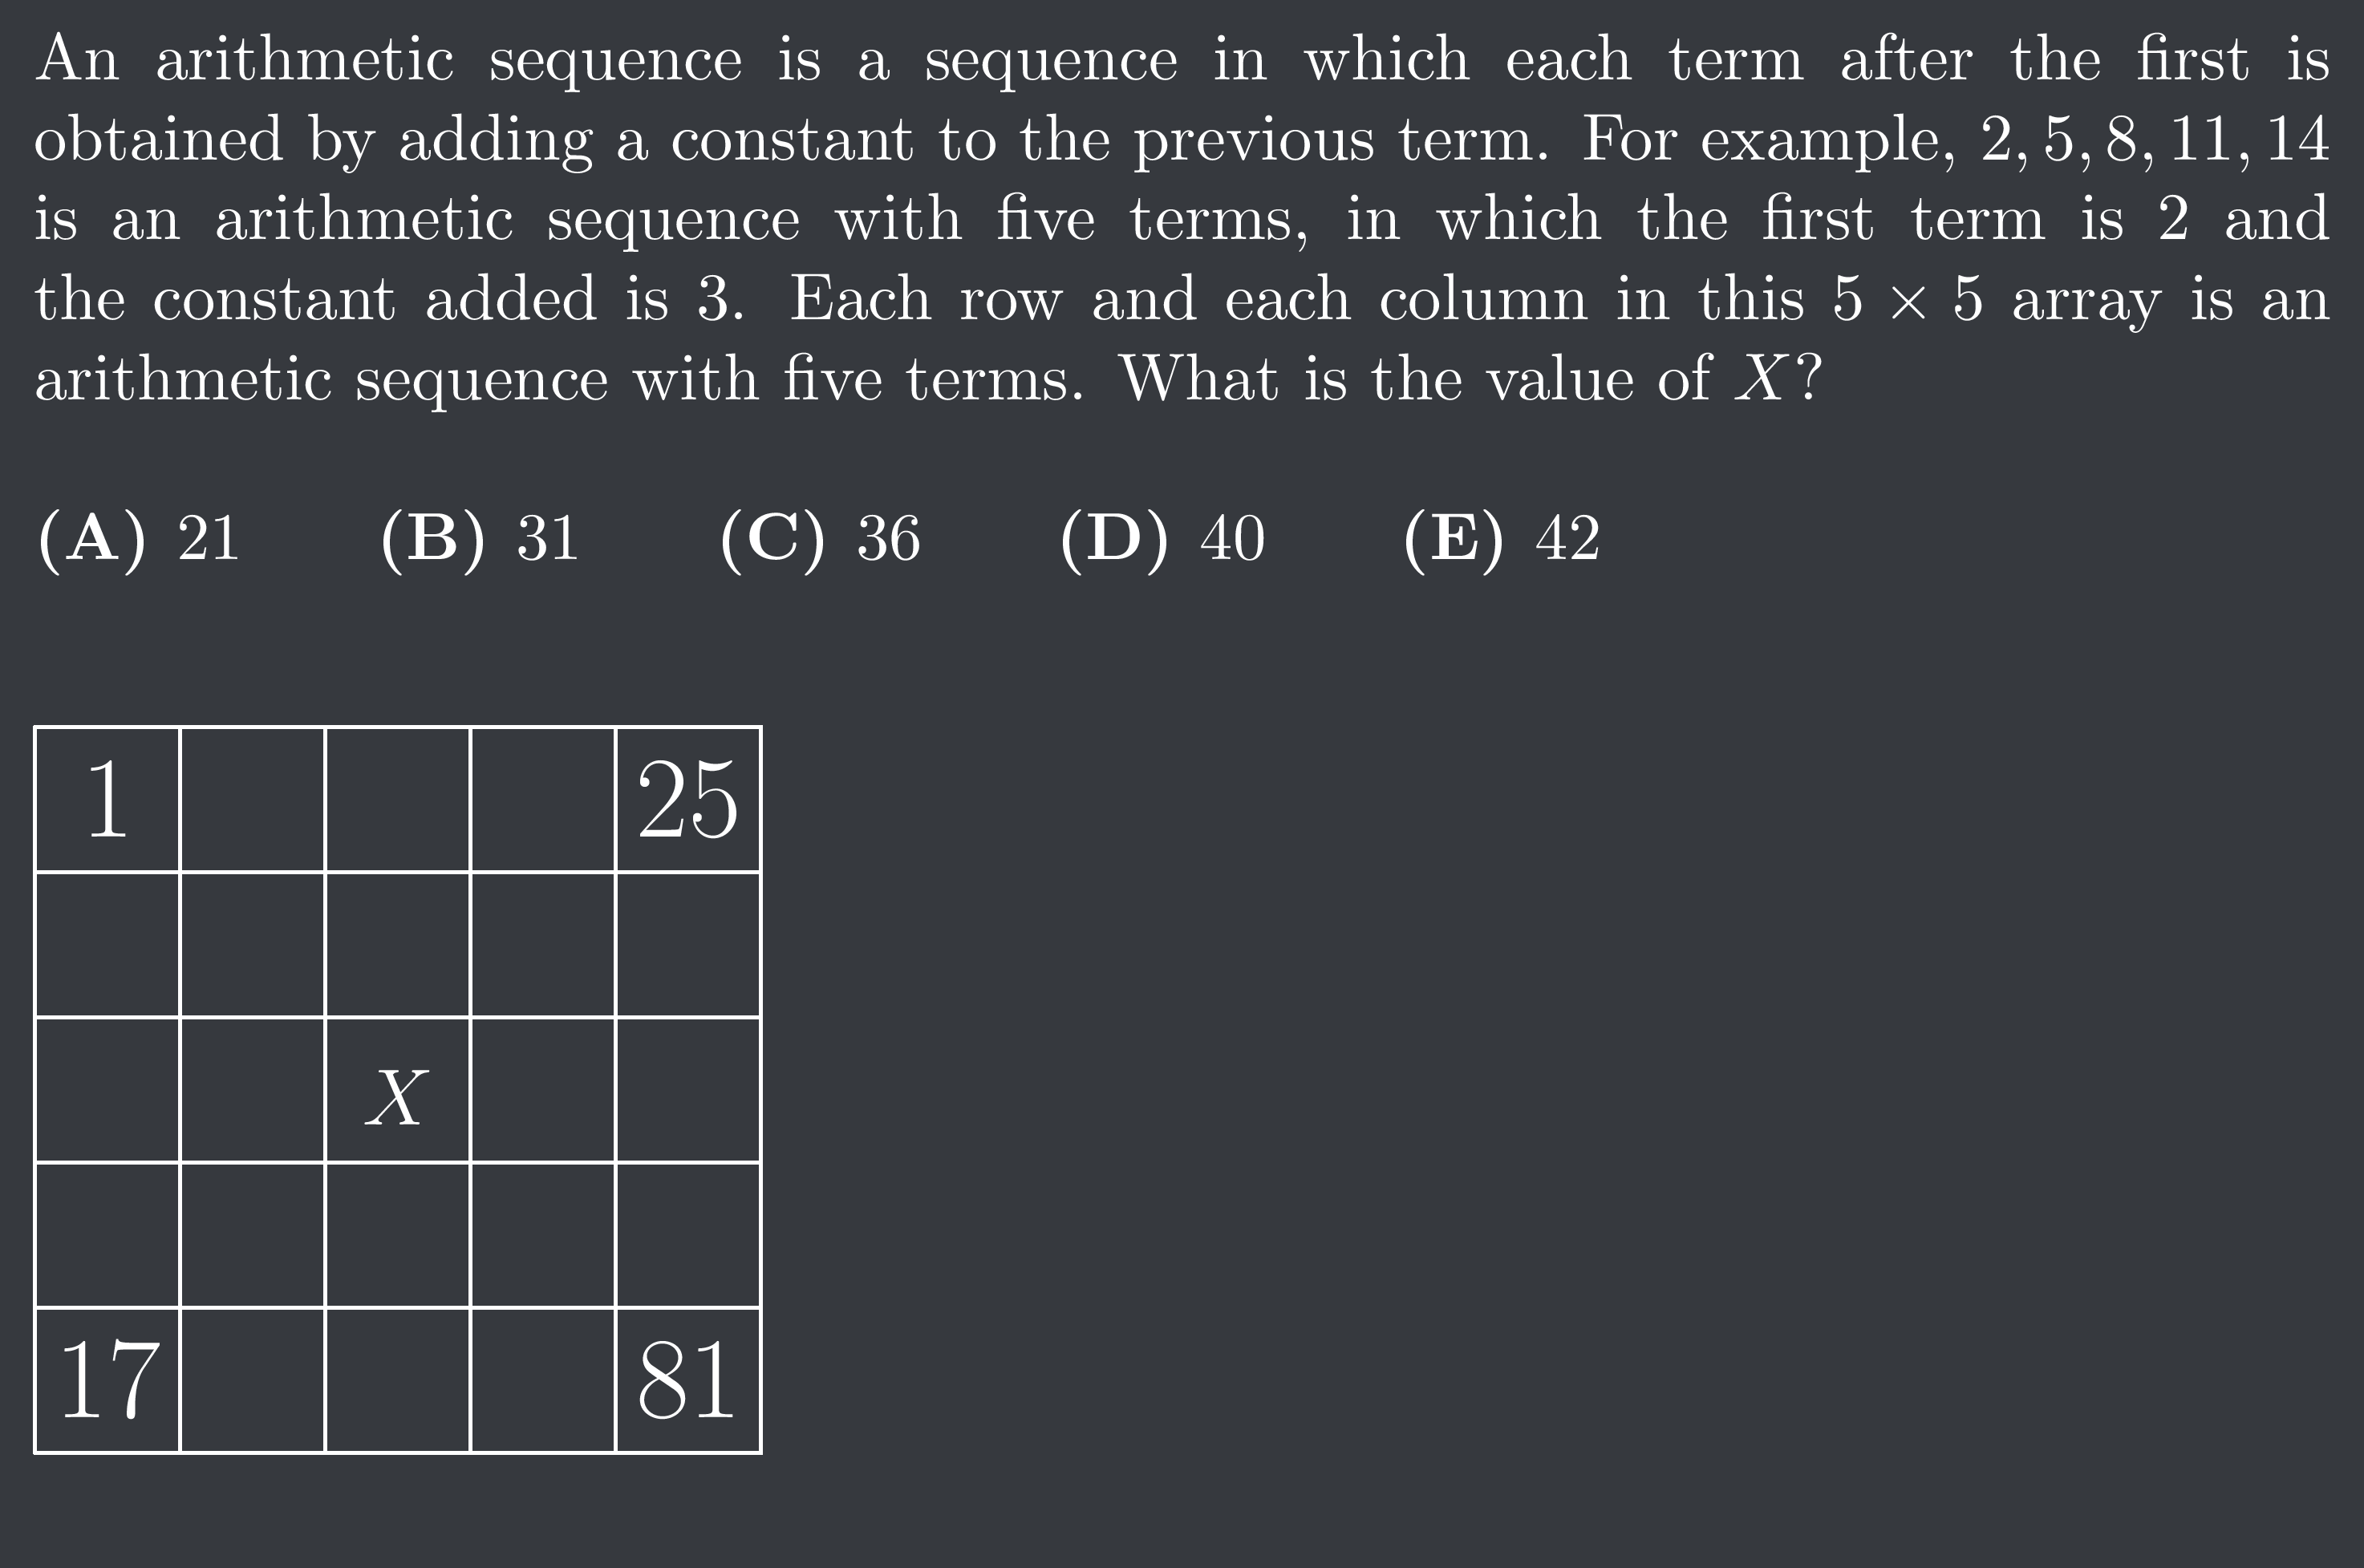 An arithmetic sequence is a sequence in which each term after the first is
obtained by adding a constant to the previous term. For example, 2, 5, 8, 11, 14
is an arithmetic sequence with five terms, in which the first term is 2 and
the constant added is 3. Each row and each column in this 5 × 5 array is an
arithmetic sequence with five terms. What is the value of X?
(A) 21 (B) 31 (C) 36 (D) 40 (E) 42
1 25
X
17 81